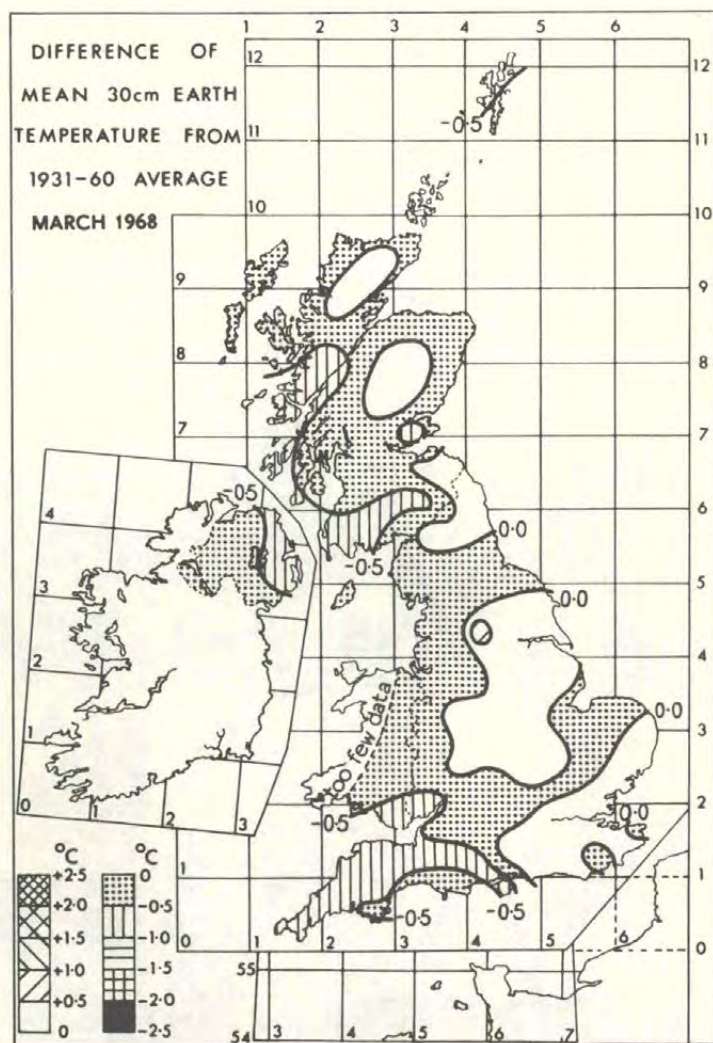 DIFFERENCE OF
MEAN 30cm EARTH
TEMPERATURE FROM
1931-60 AVERAGE
MARCH 1968
1 2 3 4 5 6
12 12
-0·5
11 11
10 10
9 9
8 8
7 7
-0·5
4
6
0·0
-0·5
5
3
0·0
4
2
too few data
0·0
3
1
2
0·0
-0·5
0 1 2 3
1 1
-0·5 -0·5
0 1 2 3 4 5 6 0
55
54 3 4 5 6 7
°C °C
+2·5 0
+2·0 -0·5
+1·5 -1·0
+1·0 -1·5
+0·5 -2·0
0 -2·5